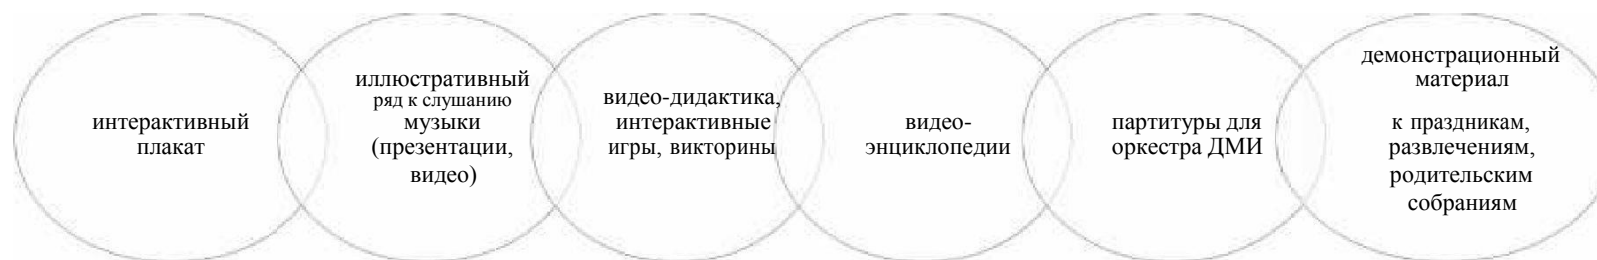 интерактивный
плакат
иллюстративный
ряд к слушанию
музыки
(презентации,
видео)
видео-дидактика,
интерактивные
игры, викторины
видео-
энциклопедии
партитуры для
оркестра ДМИ
демонстрационный
материал
к праздникам,
развлечениям,
родительским
собраниям